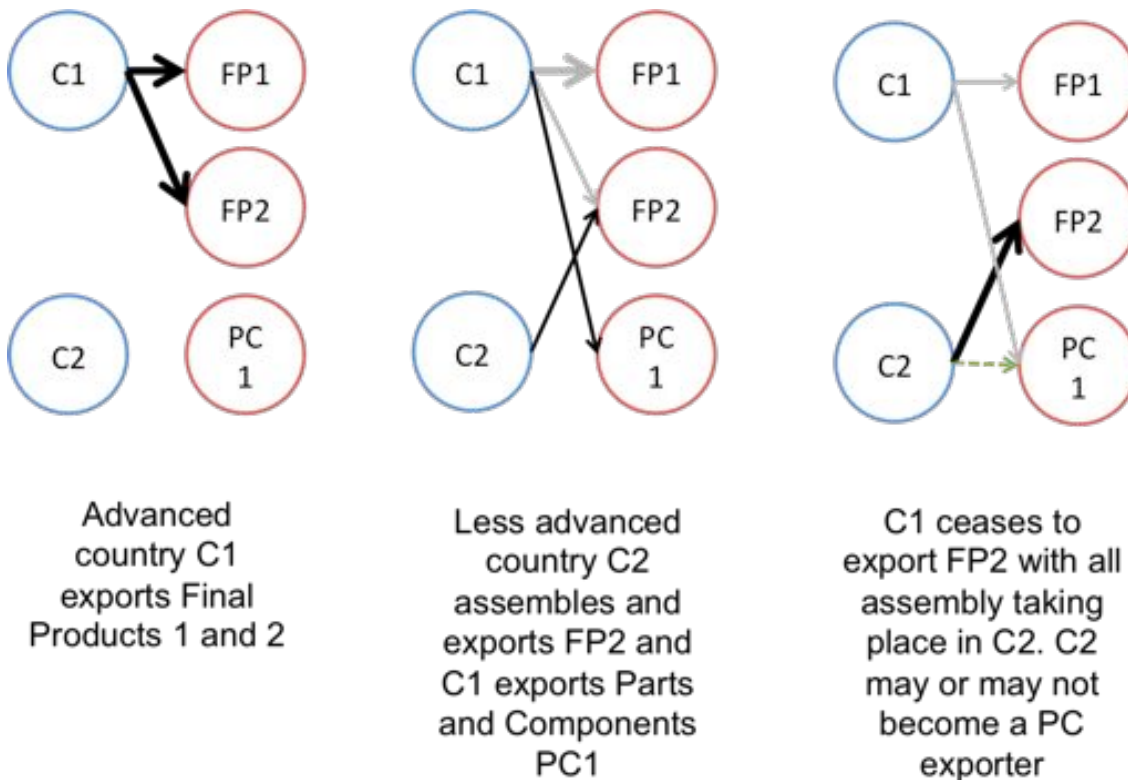 C1
FP1
FP2
C2
PC
1
Advanced
country C1
exports Final
Products 1 and 2
C1
FP1
FP2
C2
PC
1
Less advanced
country C2
assembles and
exports FP2 and
C1 exports Parts
and Components
PC1
C1
FP1
FP2
C2
PC
1
C1 ceases to
export FP2 with all
assembly taking
place in C2. C2
may or may not
become a PC
exporter